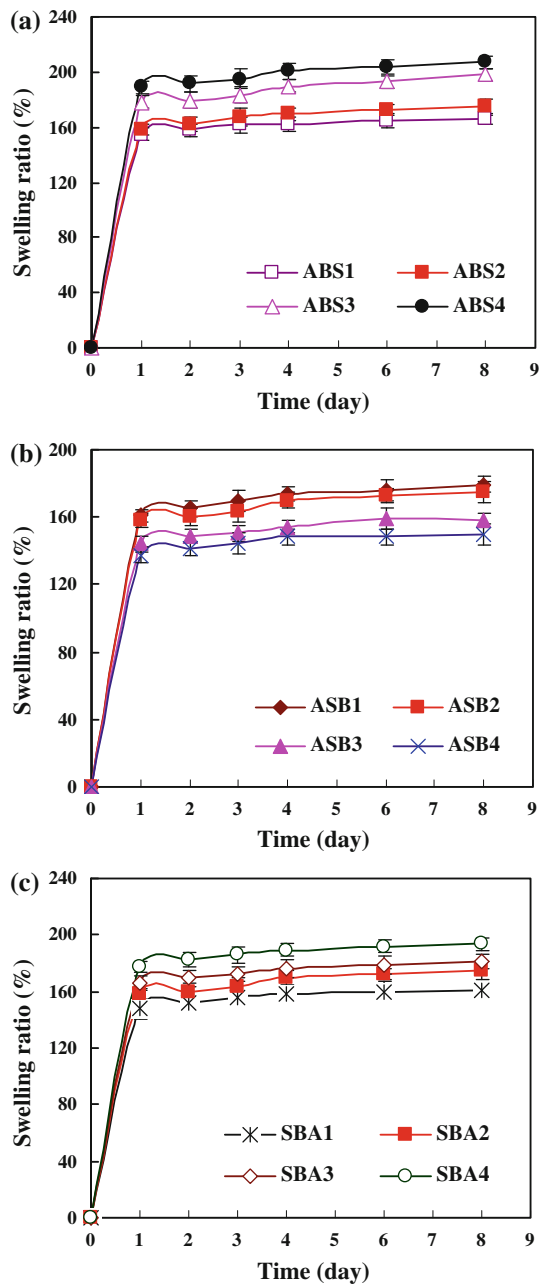 (a)
240
200
160
120
80
40
0
Swelling ratio (%)
ABS1 ABS2
ABS3 ABS4
0 1 2 3 4 5 6 7 8 9
Time (day)
(b)
200
160
120
80
40
0
Swelling ratio (%)
ASB1 ASB2
ASB3 ASB4
0 1 2 3 4 5 6 7 8 9
Time (day)
(c)
240
200
160
120
80
40
0
Swelling ratio (%)
SBA1 SBA2
SBA3 SBA4
0 1 2 3 4 5 6 7 8 9
Time (day)